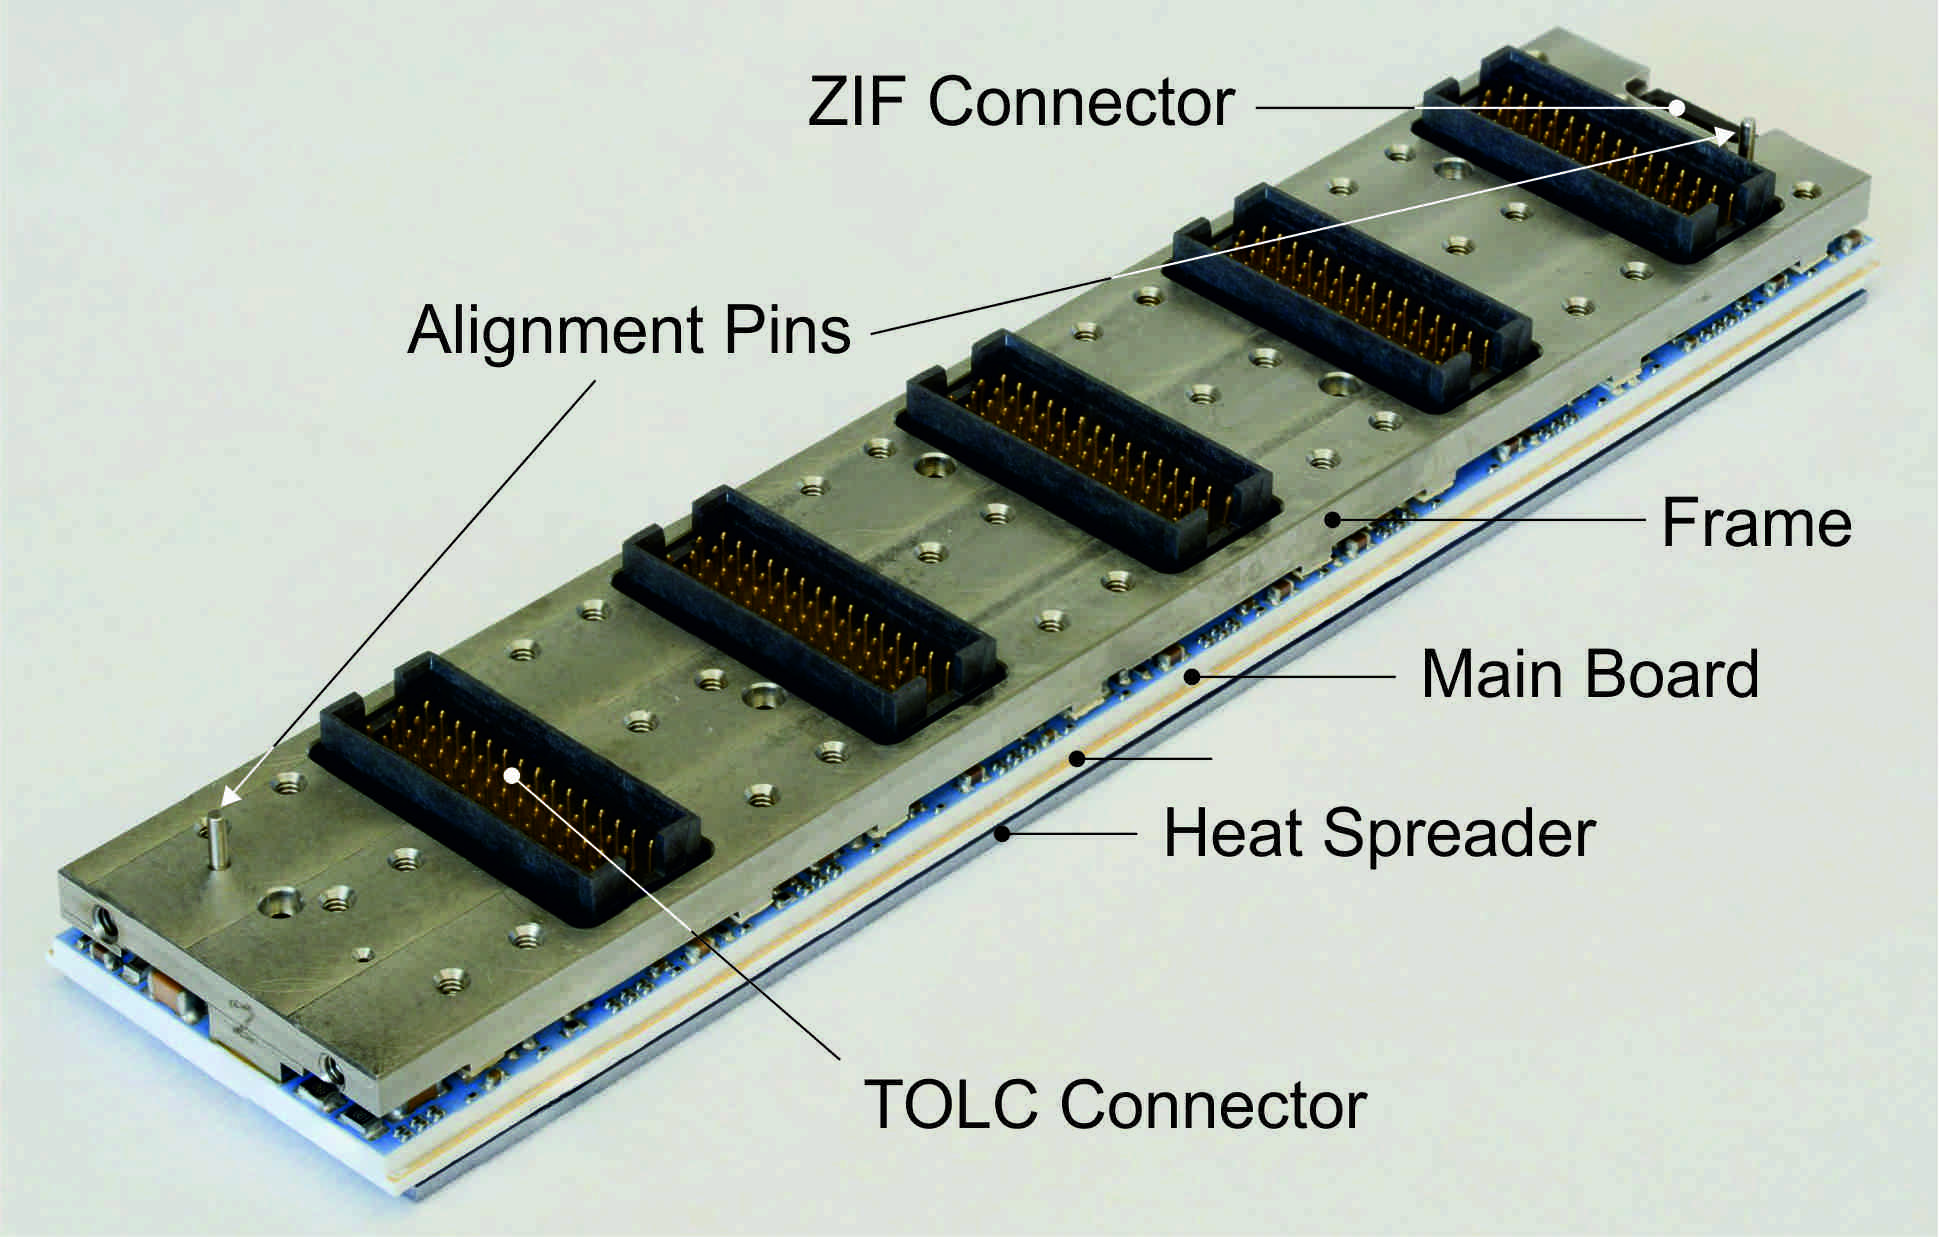 ZIF Connector
Alignment Pins
Frame
Main Board
Heat Spreader
TOLC Connector